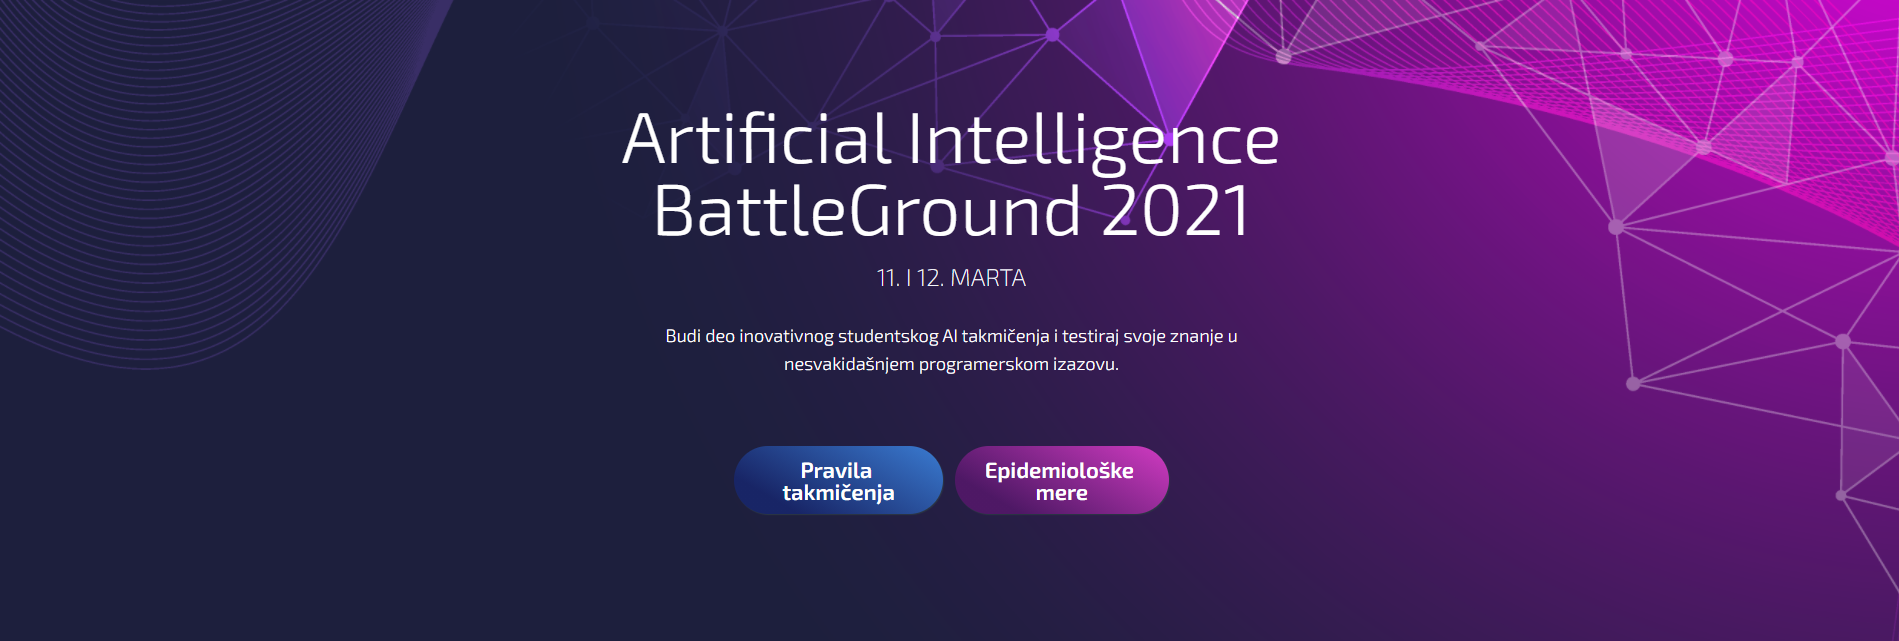 Artificial Intelligence
BattleGround 2021
11. I 12. MARTA
Budi deo inovativnog studentskog AI takmičenja i testiraj svoje znanje u
nesvakidašnjem programerskom izazovu.
Pravila
takmičenja
Epidemiološke
mere